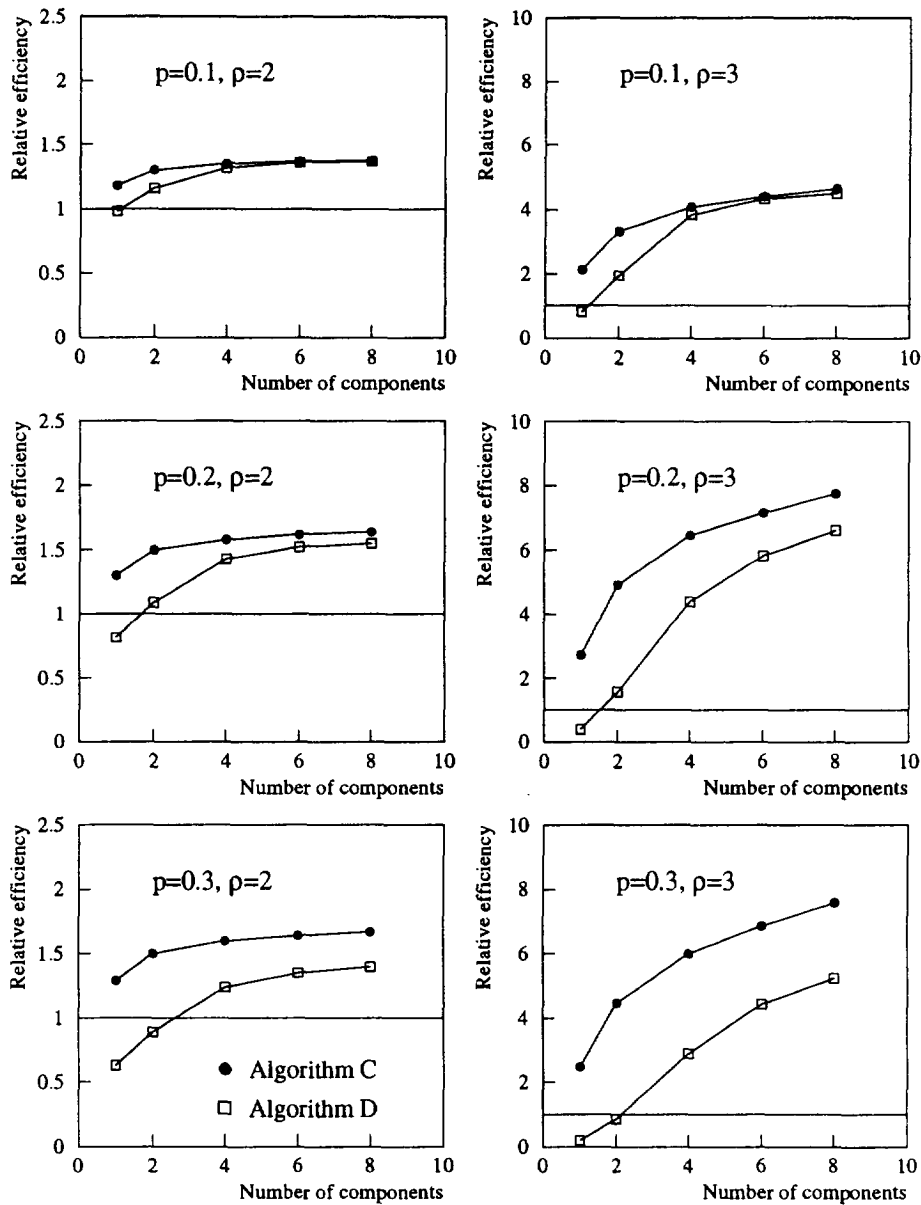 2.5
2
1.5
1
0.5
0
Relative efficiency
p=0.1, ρ=2
0 2 4 6 8 10
Number of components
10
8
6
4
2
0
Relative efficiency
p=0.1, ρ=3
0 2 4 6 8 10
Number of components
2.5
2
1.5
1
0.5
0
Relative efficiency
p=0.2, ρ=2
0 2 4 6 8 10
Number of components
10
8
6
4
2
0
Relative efficiency
p=0.2, ρ=3
0 2 4 6 8 10
Number of components
2.5
2
1.5
1
0.5
0
Relative efficiency
p=0.3, ρ=2
Algorithm C
Algorithm D
0 2 4 6 8 10
Number of components
10
8
6
4
2
0
Relative efficiency
p=0.3, ρ=3
0 2 4 6 8 10
Number of components